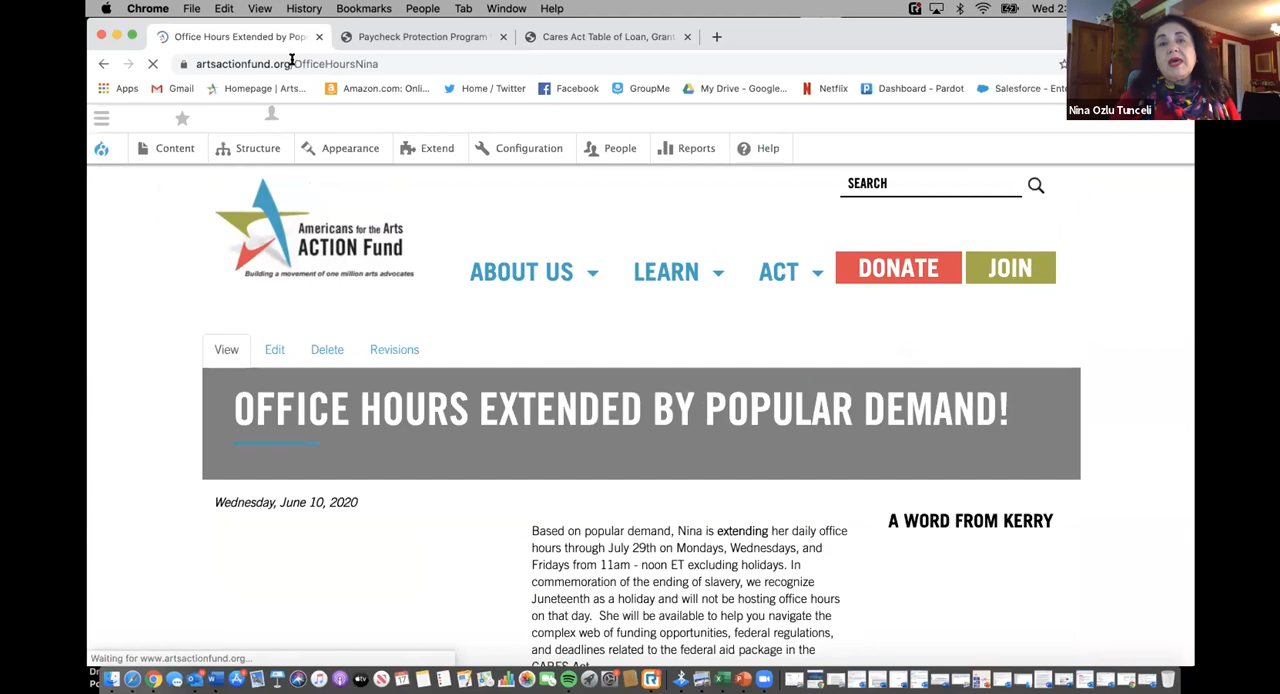 Chrome File Edit View History Bookmarks People Tab Window Help
Wed 2:
Office Hours Extended by Pop
Paycheck Protection Program
Cares Act Table of Loan, Grant
artsactionfund.org/OfficeHoursNina
Apps Gmail Homepage | Arts... Amazon.com: Onli... Home / Twitter Facebook GroupMe My Drive - Google... Netflix Dashboard - Pardot Salesforce - Ente
Nina Ozlu Tunceli
Content Structure Appearance Extend Configuration People Reports Help
SEARCH
Americans for the Arts
ACTION Fund
Building a movement of one million arts advocates
ABOUT US LEARN ACT DONATE JOIN
View Edit Delete Revisions
OFFICE HOURS EXTENDED BY POPULAR DEMAND!
Wednesday, June 10, 2020
A WORD FROM KERRY
Based on popular demand, Nina is extending her daily office
hours through July 29th on Mondays, Wednesdays, and
Fridays from 11am - noon ET excluding holidays. In
commemoration of the ending of slavery, we recognize
Juneteenth as a holiday and will not be hosting office hours
on that day. She will be available to help you navigate the
complex web of funding opportunities, federal regulations,
and deadlines related to the federal aid package in the
CARES Act
Waiting for www.artsactionfund.org...